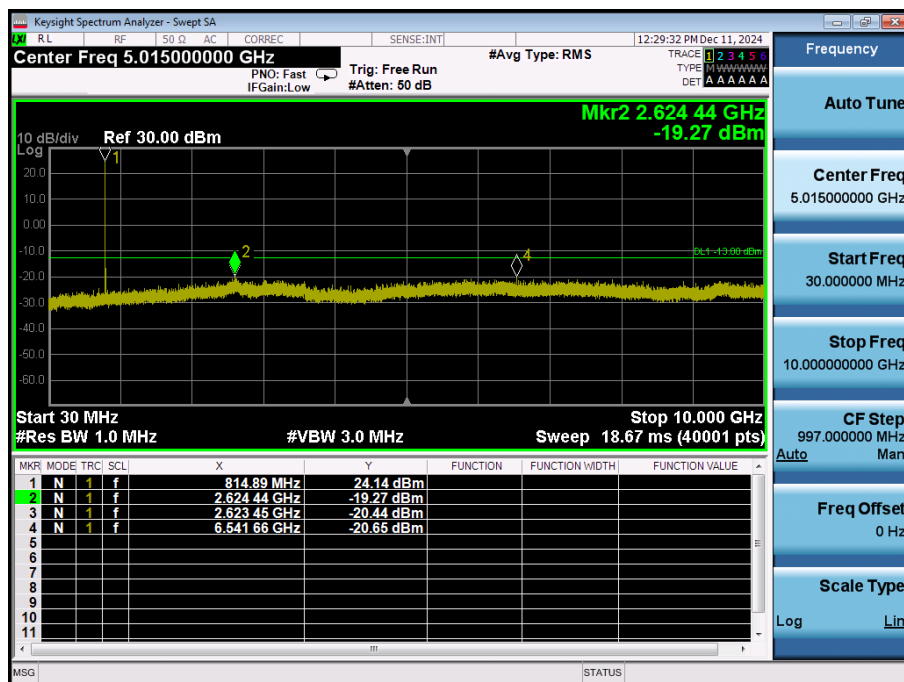 Keysight Spectrum Analyzer - Swept SA
LXI RL RF 50 Ω AC CORREC SENSE:INT 12:29:32 PM Dec 11, 2024
Center Freq 5.015000000 GHz
PNO: Fast
IFGain:Low
Trig: Free Run
#Atten: 50 dB
#Avg Type: RMS
TRACE 1 2 3 4 5 6
TYPE M W W W W W
DET A A A A A A
Mkr2 2.624 44 GHz
-19.27 dBm
10 dB/div Ref 30.00 dBm
Log
1
20.0
10.0
0.00
-10.0
DL1 -13.00 dBm
2
4
-20.0
-30.0
-40.0
-50.0
-60.0
Start 30 MHz Stop 10.000 GHz
#Res BW 1.0 MHz #VBW 3.0 MHz Sweep 18.67 ms (40001 pts)
MKR MODE TRC SCL X Y FUNCTION FUNCTION WIDTH FUNCTION VALUE
1 N 1 f 814.89 MHz 24.14 dBm
2 N 1 f 2.624 44 GHz -19.27 dBm
3 N 1 f 2.623 45 GHz -20.44 dBm
4 N 1 f 6.541 66 GHz -20.65 dBm
5
6
7
8
9
10
11
MSG STATUS
Frequency
Auto Tune
Center Freq
5.015000000 GHz
Start Freq
30.000000 MHz
Stop Freq
10.000000000 GHz
CF Step
997.000000 MHz
Auto Man
Freq Offset
0 Hz
Scale Type
Log Lin